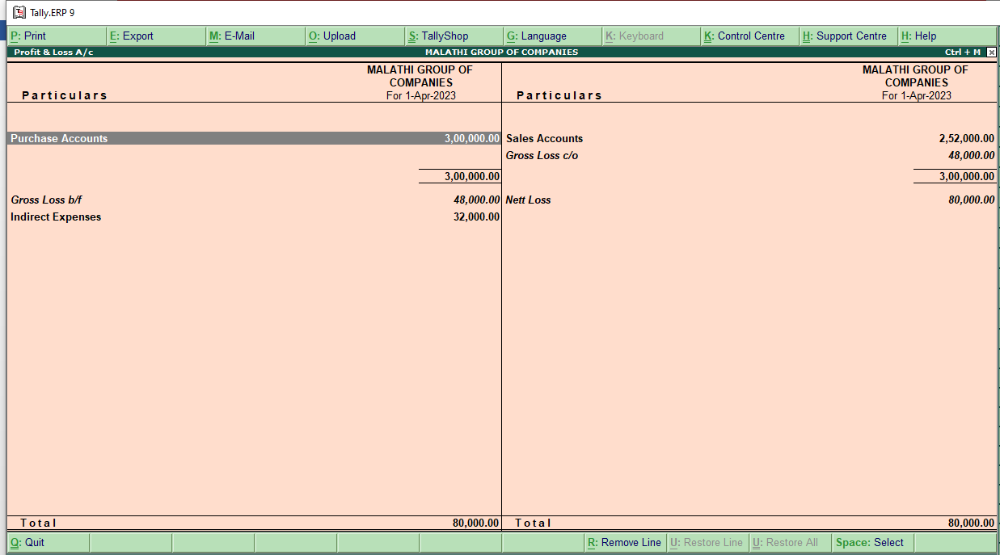 Tally.ERP 9
P: Print E: Export M: E-Mail O: Upload S: TallyShop G: Language K: Keyboard K: Control Centre H: Support Centre H: Help
Profit & Loss A/c MALATHI GROUP OF COMPANIES Ctrl + M
MALATHI GROUP OF MALATHI GROUP OF
COMPANIES COMPANIES
Particulars For 1-Apr-2023 Particulars For 1-Apr-2023
Purchase Accounts 3,00,000.00 Sales Accounts 2,52,000.00
Gross Loss c/o 48,000.00
3,00,000.00 3,00,000.00
Gross Loss b/f 48,000.00 Nett Loss 80,000.00
Indirect Expenses 32,000.00
Total 80,000.00 Total 80,000.00
Q: Quit R: Remove Line U: Restore Line U: Restore All Space: Select